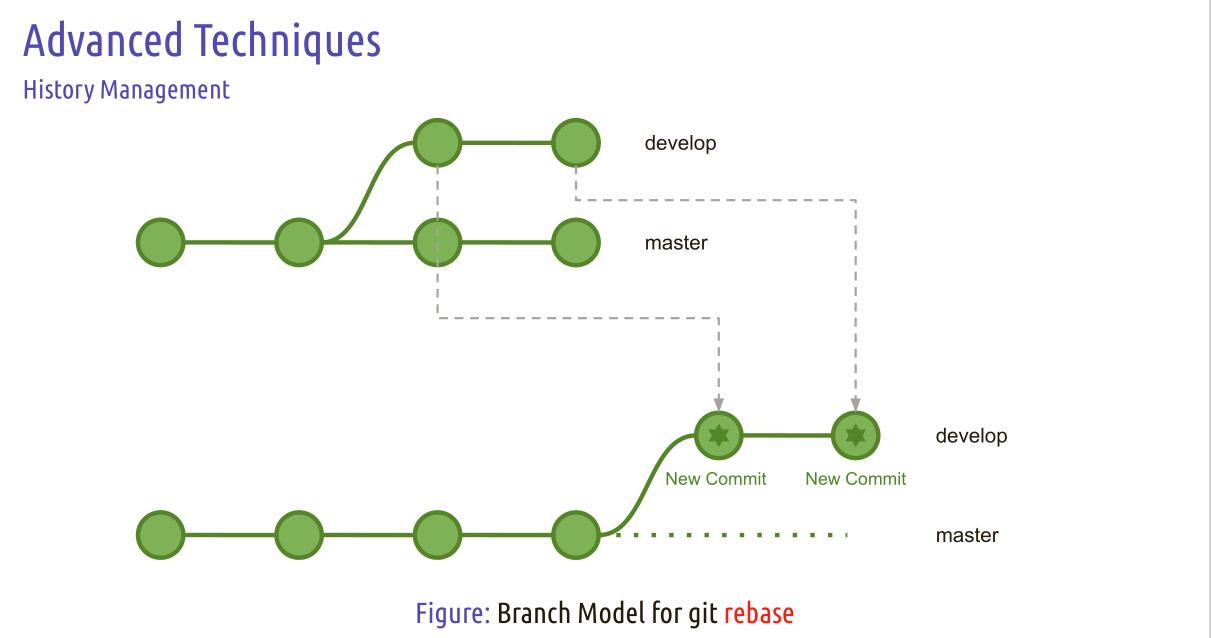 Advanced Techniques
History Management
develop
master
develop
New Commit New Commit
master
Figure: Branch Model for git rebase